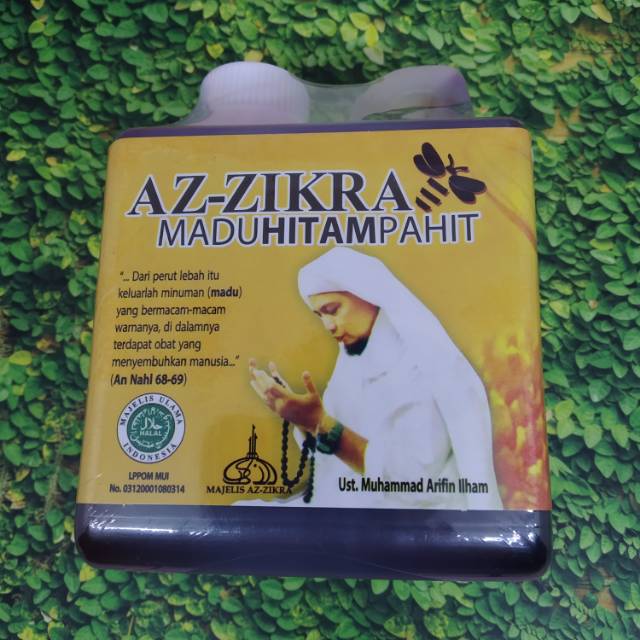 AZ-ZIKRA
MADUHITAMPAHIT
"... Dari perut lebah itu
keluarlah minuman (madu)
yang bermacam-macam
warnanya, di dalamnya
terdapat obat yang
menyembuhkan manusia..."
(An Nahl 68-69)
MAJELIS ULAMA
HALAL
INDONESIA
LPPOM MUI
No. 03120001080314
MAJELIS AZ-ZIKRA
Ust. Muhammad Arifin Ilham